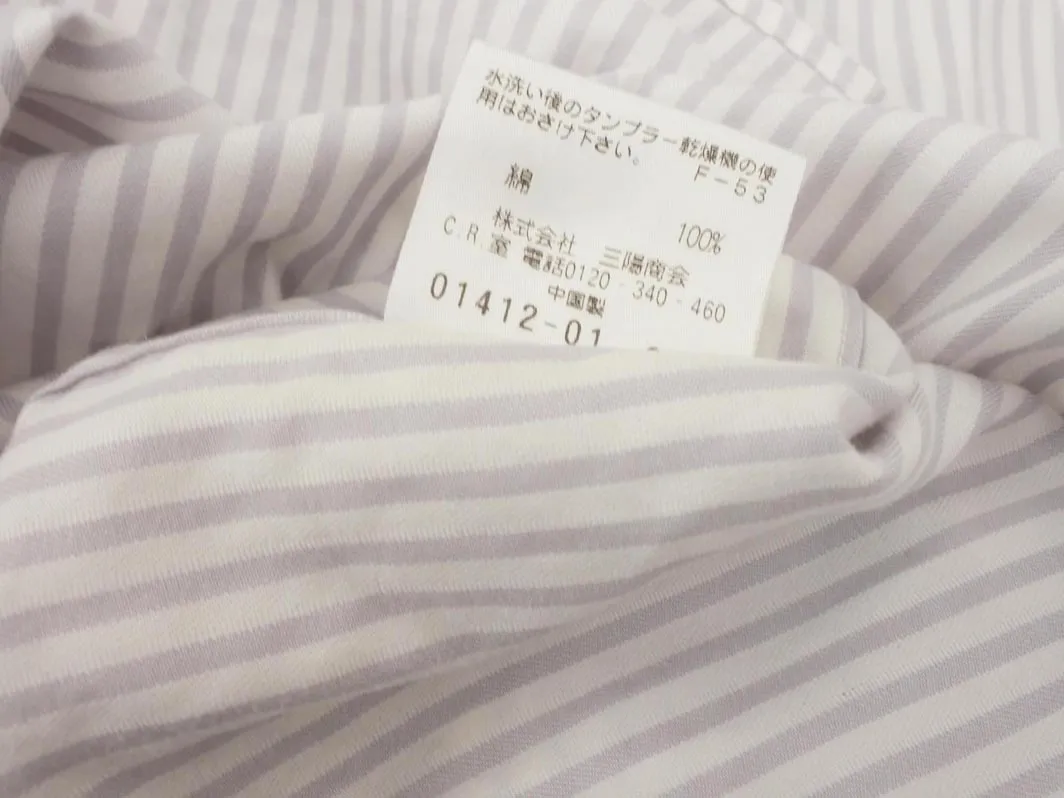 水洗い後のタンブラー乾燥機の使
用はおさけ下さい。
F-53
綿 100%
株式会社 三陽商会
C.R.室 電話0120-340-460
中国製
01412-01